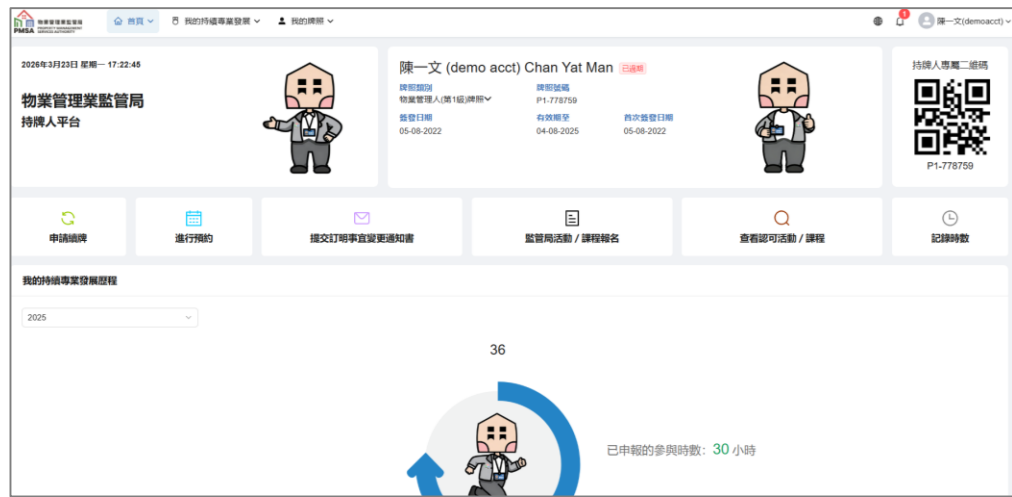 PMSA 物業管理業監管局
PROPERTY MANAGEMENT SERVICES AUTHORITY
首頁
我的持續專業發展
我的牌照
1
陳一文(demoacct)
2026年3月23日 星期一 17:22:45
物業管理業監管局
持牌人平台
陳一文 (demo acct) Chan Yat Man 已過期
牌照類別
物業管理人(第1級)牌照
牌照號碼
P1-778759
簽發日期
05-08-2022
有效期至
04-08-2025
首次簽發日期
05-08-2022
持牌人專屬二維碼
P1-778759
申請續牌
進行預約
提交訂明事宜變更通知書
監管局活動 / 課程報名
查看認可活動 / 課程
記錄時數
我的持續專業發展歷程
2025
36
已申報的參與時數: 30 小時